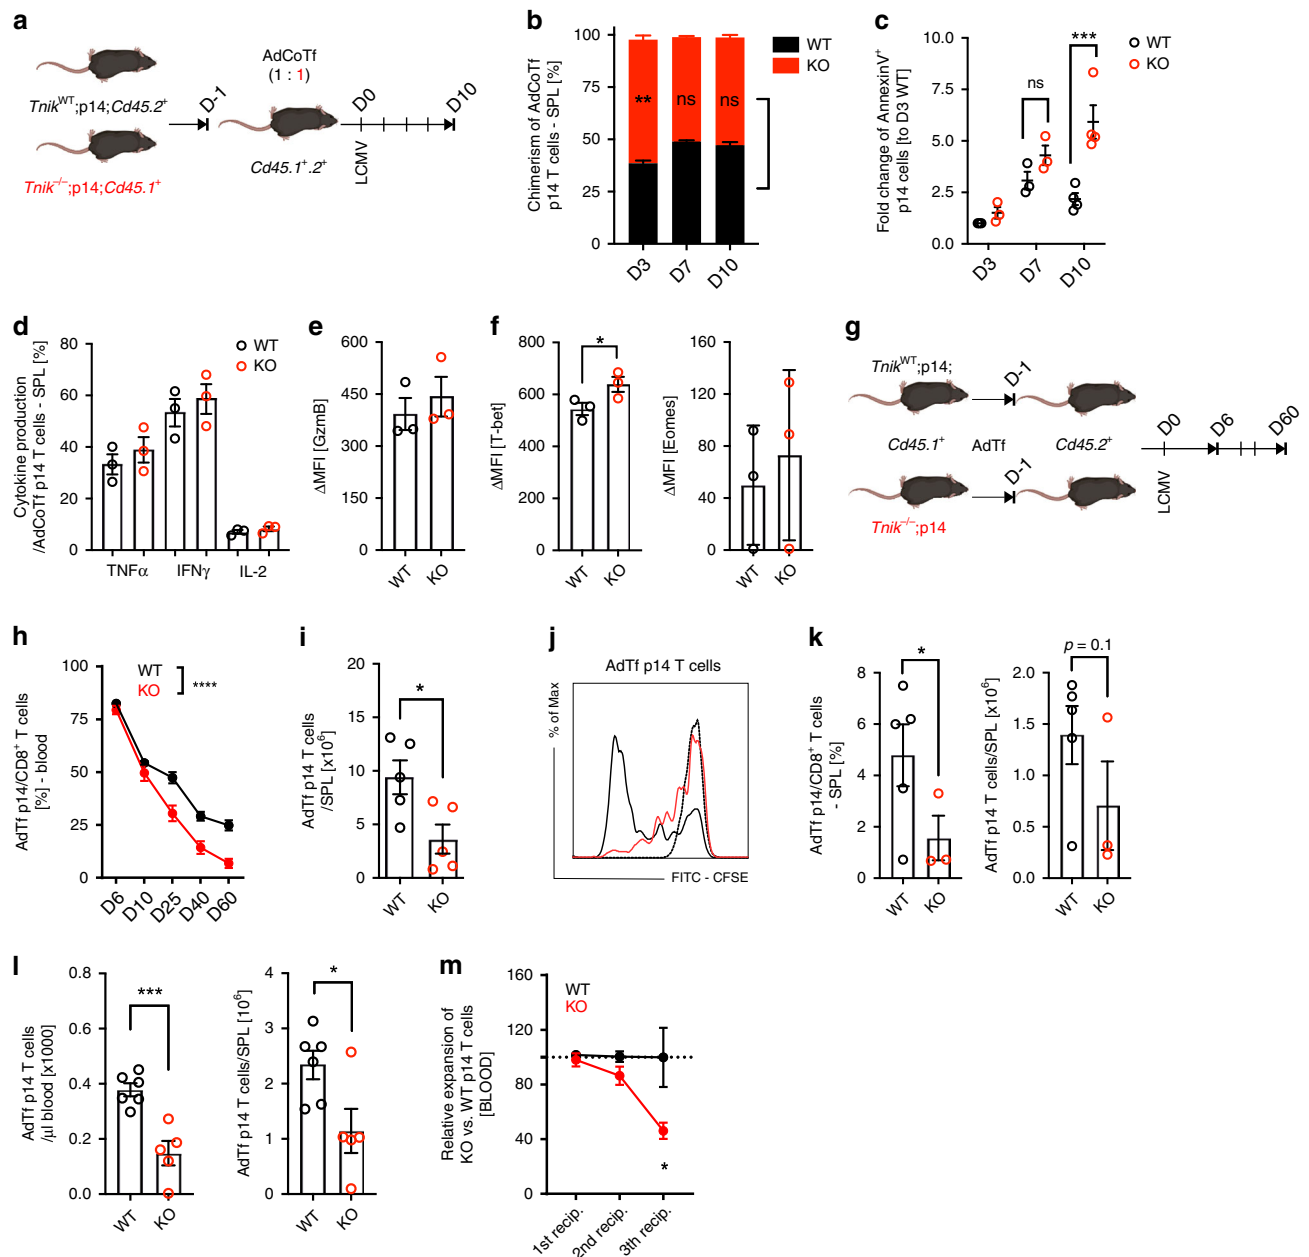 a
AdCoTf
(1 : 1)
Tnik^WT;p14;Cd45.2⁺
Tnik⁻/⁻;p14;Cd45.1⁺
D-1
Cd45.1⁺.2⁺
D0
D10
LCMV
b
Chimerism of AdCoTf
p14 T cells - SPL [%]
100
75
50
25
0
**
ns
ns
D3
D7
D10
WT
KO
c
Fold change of AnnexinV⁺
p14 cells [to D3 WT]
10.0
7.5
5.0
2.5
0.0
ns
***
WT
KO
D3
D7
D10
d
Cytokine production
/AdCoTf p14 T cells - SPL [%]
80
60
40
20
0
WT
KO
TNFα
IFNγ
IL-2
e
ΔMFI [GzmB]
600
450
300
150
0
WT
KO
f
ΔMFI [T-bet]
800
600
400
200
0
*
WT
KO
ΔMFI [Eomes]
160
120
80
40
0
WT
KO
g
Tnik^WT;p14;
D-1
Cd45.1⁺
AdTf
Cd45.2⁺
D-1
Tnik⁻/⁻;p14
D0
D6
D60
LCMV
h
AdTf p14/CD8⁺ T cells
[%] - blood
100
75
50
25
0
WT
KO
****
D6
D10
D25
D40
D60
i
AdTf p14 T cells
/SPL [x10⁶]
20
15
10
5
0
*
WT
KO
j
AdTf p14 T cells
% of Max
FITC - CFSE
k
AdTf p14/CD8⁺ T cells
- SPL [%]
8
6
4
2
0
*
WT
KO
AdTf p14 T cells/SPL [x10⁶]
2.0
1.5
1.0
0.5
0.0
p = 0.1
WT
KO
l
AdTf p14 T cells
/µl blood [x1000]
0.8
0.6
0.4
0.2
0.0
***
WT
KO
AdTf p14 T cells/SPL [10⁶]
4
3
2
1
0
*
WT
KO
m
Relative expansion of
KO vs. WT p14 T cells
[BLOOD]
160
120
80
40
0
WT
KO
*
1st recip.
2nd recip.
3th recip.